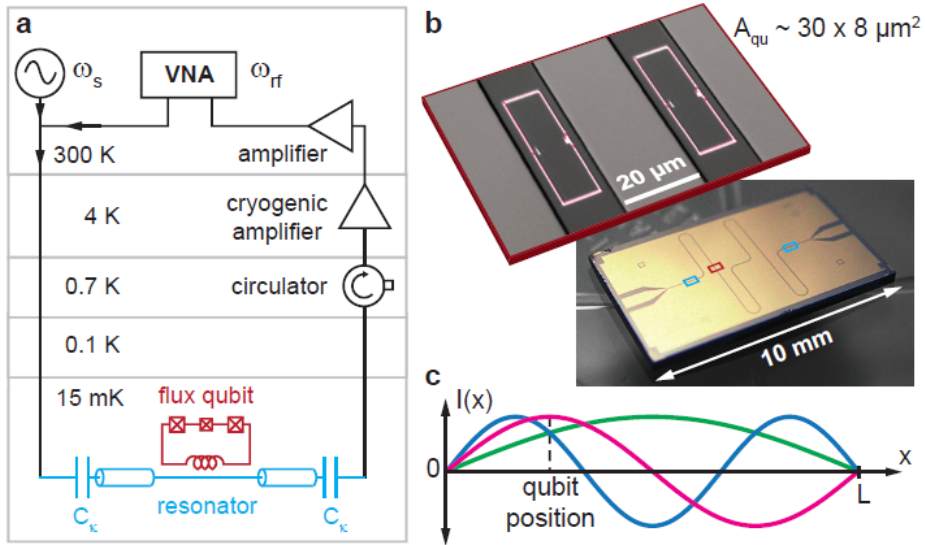 a
ω_s
VNA
ω_rf
300 K
amplifier
4 K
cryogenic
amplifier
0.7 K
circulator
0.1 K
15 mK
flux qubit
resonator
C_κ
C_κ
b
A_qu ~ 30 x 8 µm²
20 µm
10 mm
c
I(x)
0
x
qubit
position
L